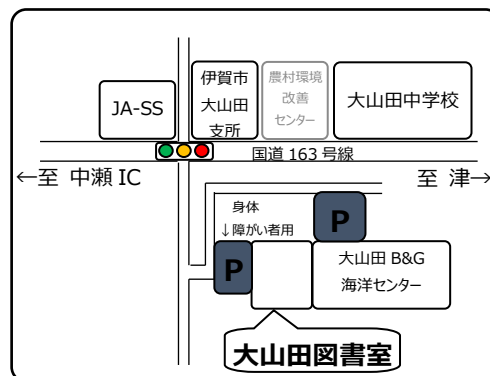 JA-SS
伊賀市
大山田
支所
農村環境
改善
センター
大山田中学校
国道 163 号線
←至 中瀬 IC
至 津→
身体
↓障がい者用
P
P
大山田 B&G
海洋センター
大山田図書室